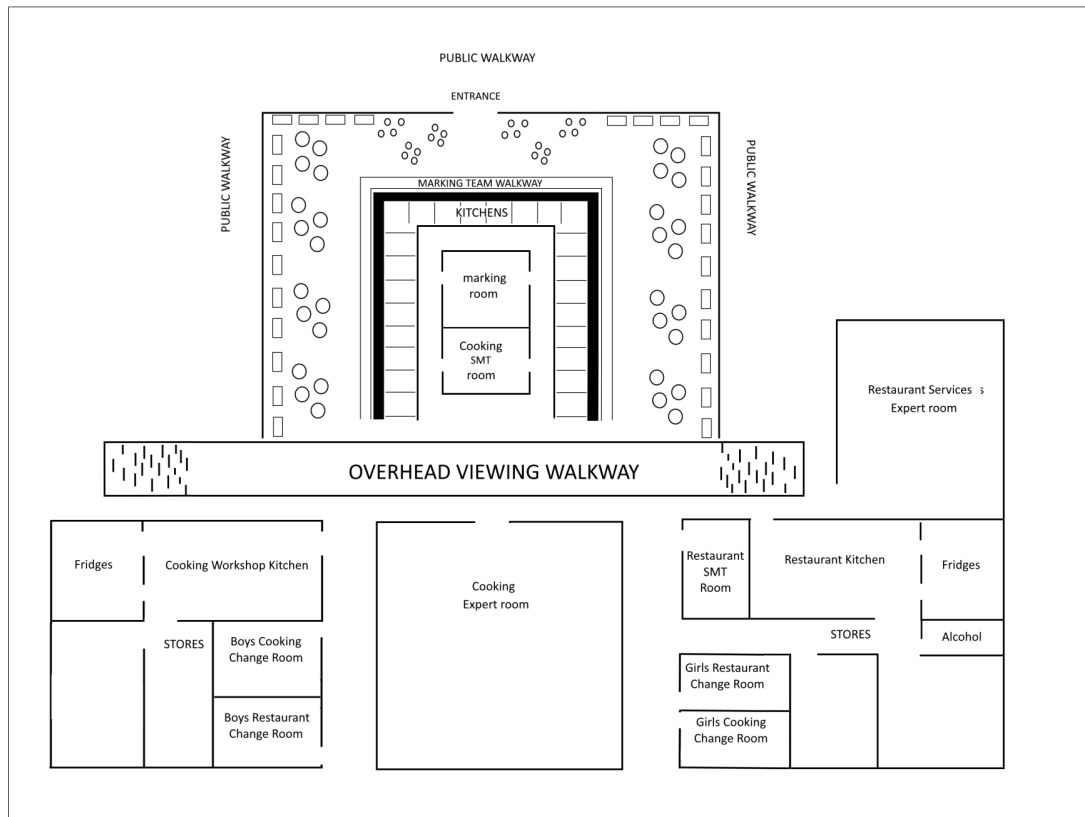 PUBLIC WALKWAY
ENTRANCE
PUBLIC WALKWAY
PUBLIC WALKWAY
MARKING TEAM WALKWAY
KITCHENS
marking
room
Cooking
SMT
room
Restaurant Services s
Expert room
OVERHEAD VIEWING WALKWAY
Fridges
Cooking Workshop Kitchen
Cooking
Expert room
Restaurant
SMT
Room
Restaurant Kitchen
Fridges
STORES
Boys Cooking
Change Room
STORES
Alcohol
Girls Restaurant
Change Room
Boys Restaurant
Change Room
Girls Cooking
Change Room